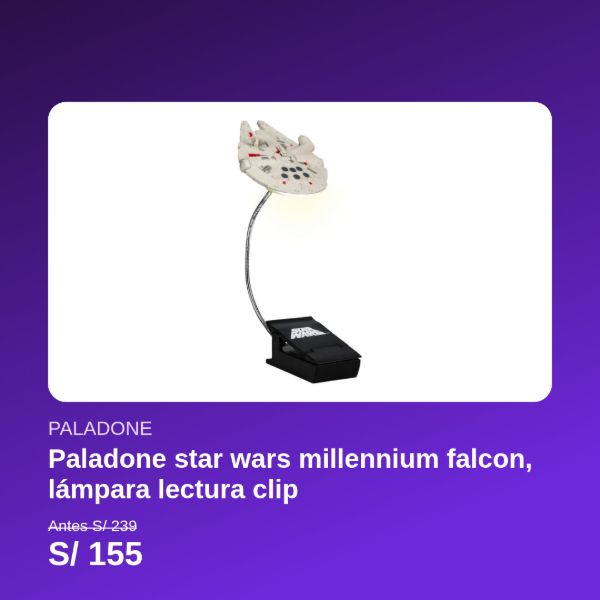 STAR
WARS
PALADONE
Paladone star wars millennium falcon,
lámpara lectura clip
Antes S/ 239
S/ 155